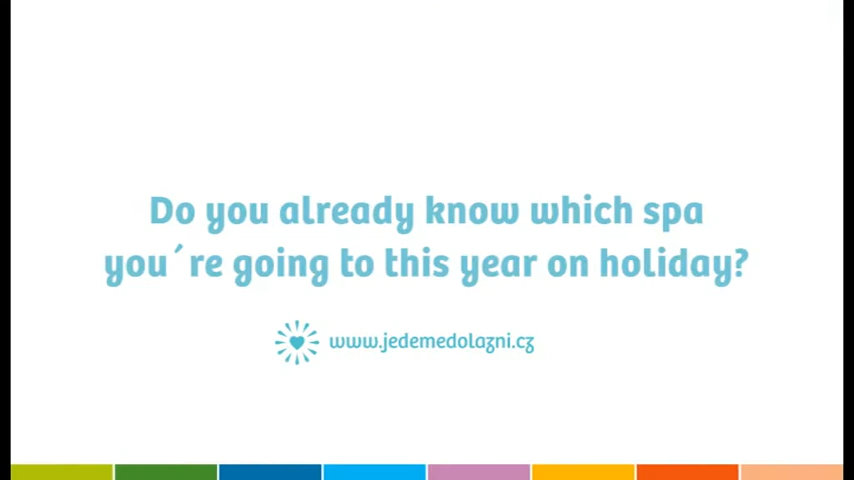 Do you already know which spa
you´re going to this year on holiday?
www.jedemedolazni.cz